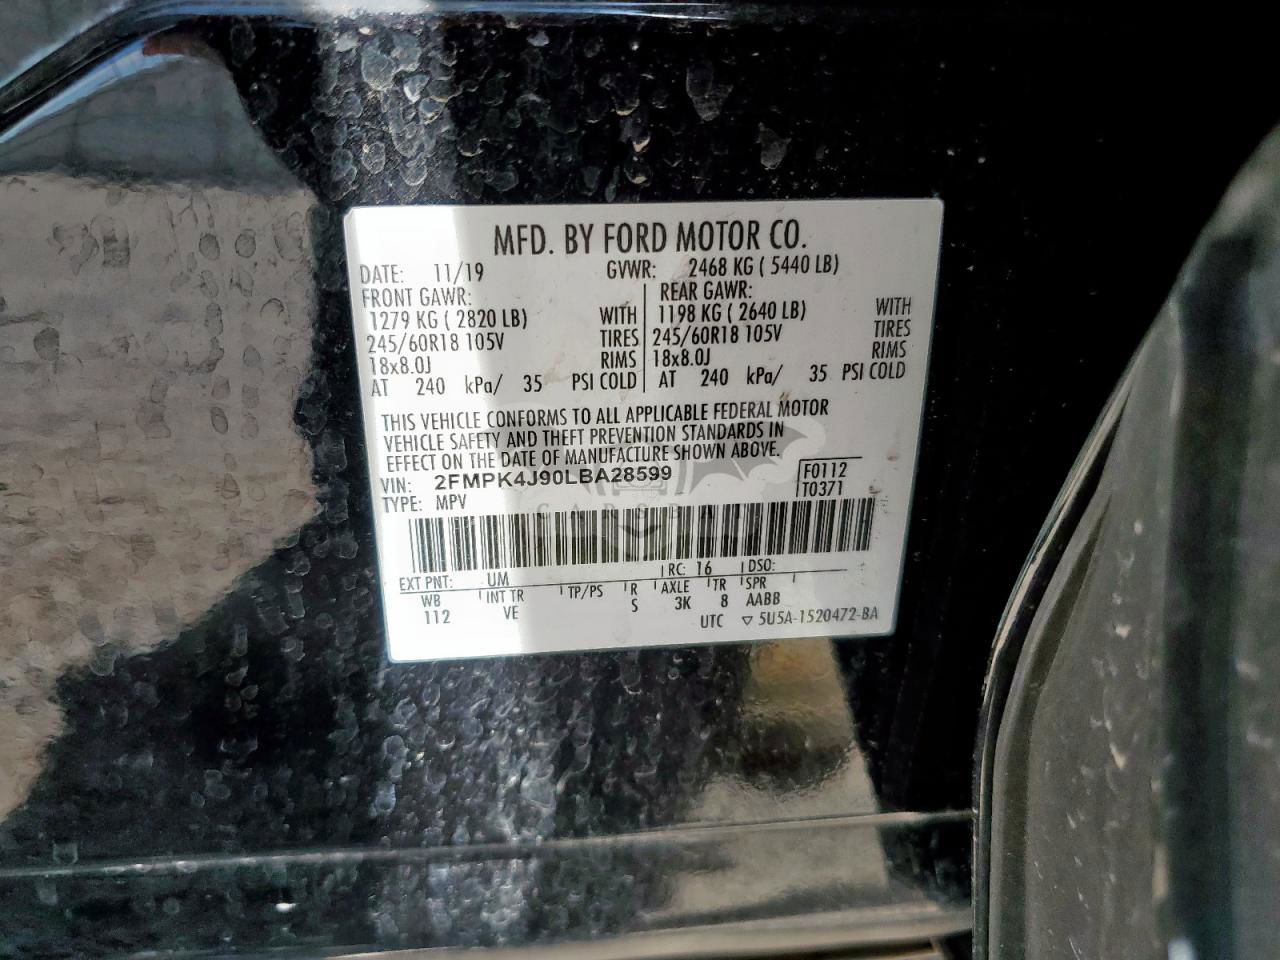 MFD. BY FORD MOTOR CO.
DATE: 11/19 GVWR: 2468 KG ( 5440 LB)
FRONT GAWR: REAR GAWR:
1279 KG ( 2820 LB) WITH 1198 KG ( 2640 LB) WITH
245/60R18 105V TIRES 245/60R18 105V TIRES
18x8.0J RIMS 18x8.0J RIMS
AT 240 kPa/ 35 PSI COLD AT 240 kPa/ 35 PSI COLD
THIS VEHICLE CONFORMS TO ALL APPLICABLE FEDERAL MOTOR
VEHICLE SAFETY AND THEFT PREVENTION STANDARDS IN
EFFECT ON THE DATE OF MANUFACTURE SHOWN ABOVE.
VIN: 2FMPK4J90LBA28599 F0112
TYPE: MPV T0371
EXT PNT: UM RC: 16 DSO:
WB INT TR TP/PS R AXLE TR SPR
112 VE S 3K 8 AABB
UTC ▽ 5U5A-1520472-BA